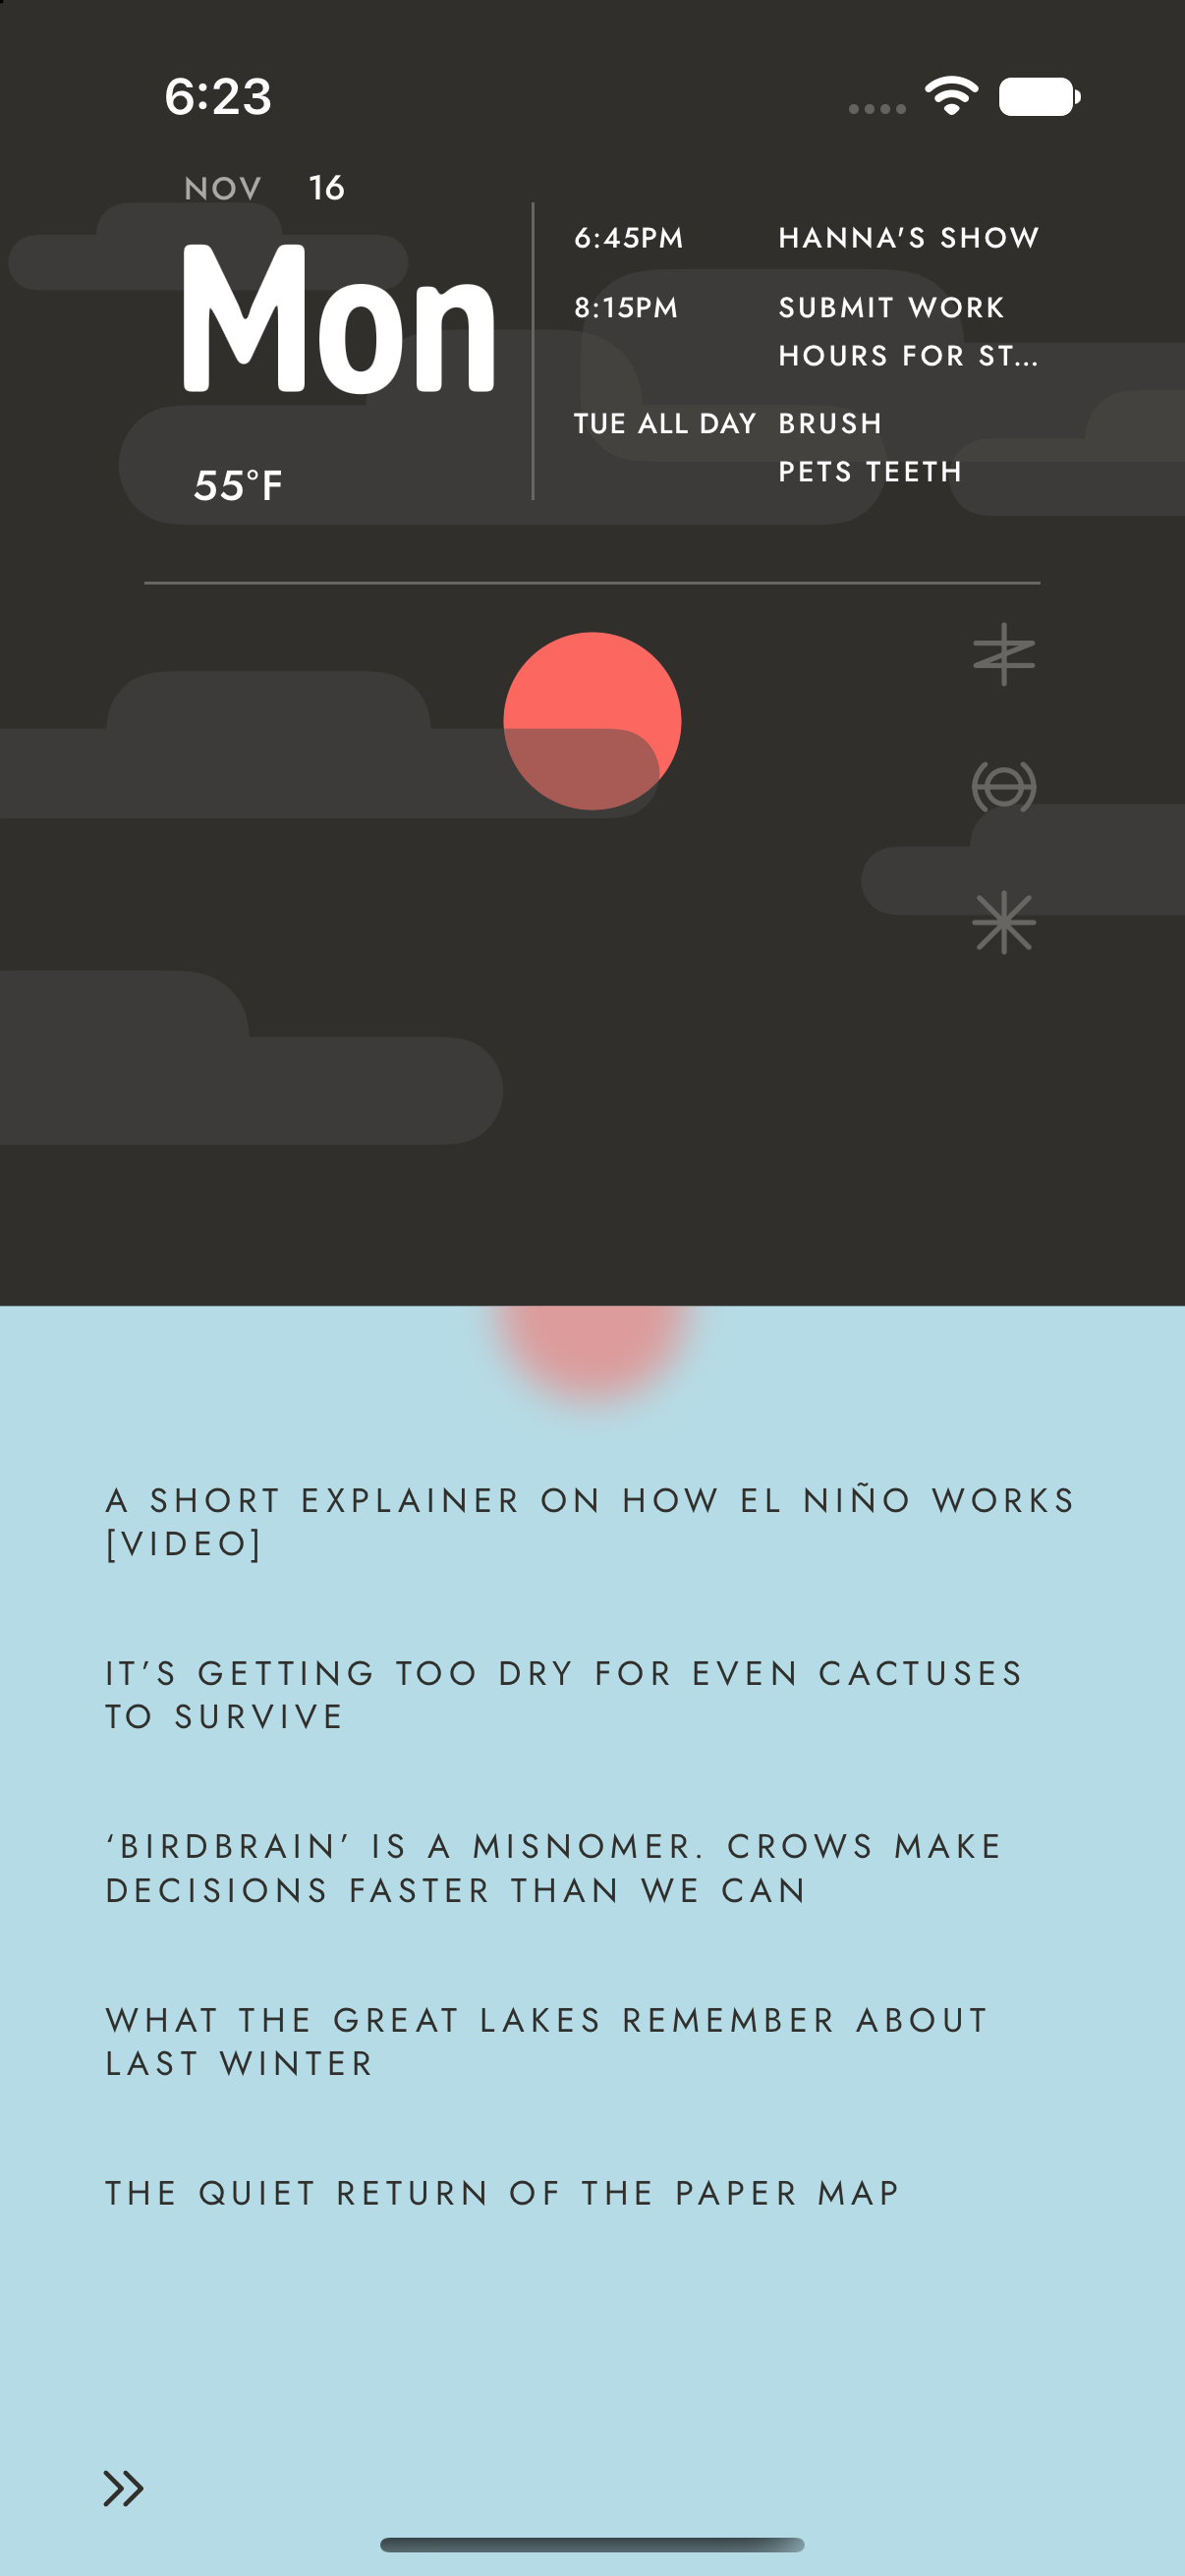 6:23
NOV 16
Mon
55°F
6:45PM HANNA'S SHOW
8:15PM SUBMIT WORK
HOURS FOR ST...
TUE ALL DAY BRUSH
PETS TEETH
A SHORT EXPLAINER ON HOW EL NIÑO WORKS
[VIDEO]
IT’S GETTING TOO DRY FOR EVEN CACTUSES
TO SURVIVE
‘BIRDBRAIN’ IS A MISNOMER. CROWS MAKE
DECISIONS FASTER THAN WE CAN
WHAT THE GREAT LAKES REMEMBER ABOUT
LAST WINTER
THE QUIET RETURN OF THE PAPER MAP